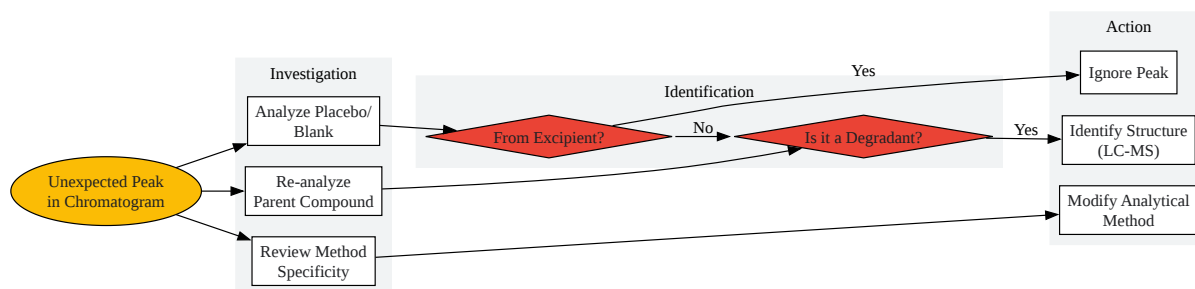 Unexpected Peak
in Chromatogram
Investigation
Analyze Placebo/
Blank
Re-analyze
Parent Compound
Review Method
Specificity
Identification
From Excipient?
No
Is it a Degradant?
Yes
Yes
Action
Ignore Peak
Identify Structure
(LC-MS)
Modify Analytical
Method